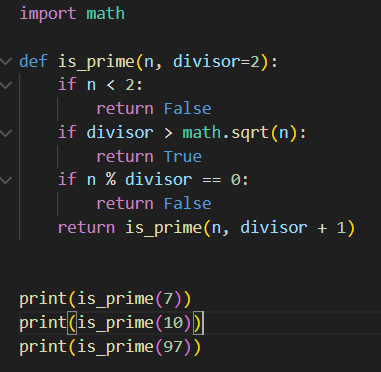 import math
def is_prime(n, divisor=2):
    if n < 2:
        return False
    if divisor > math.sqrt(n):
        return True
    if n % divisor == 0:
        return False
    return is_prime(n, divisor + 1)
print(is_prime(7))
print(is_prime(10))
print(is_prime(97))